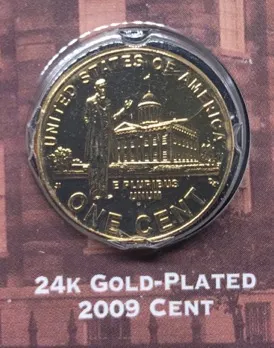 UNITED STATES OF AMERICA
E PLURIBUS
UNUM
ONE CENT
24K GOLD-PLATED
2009 CENT